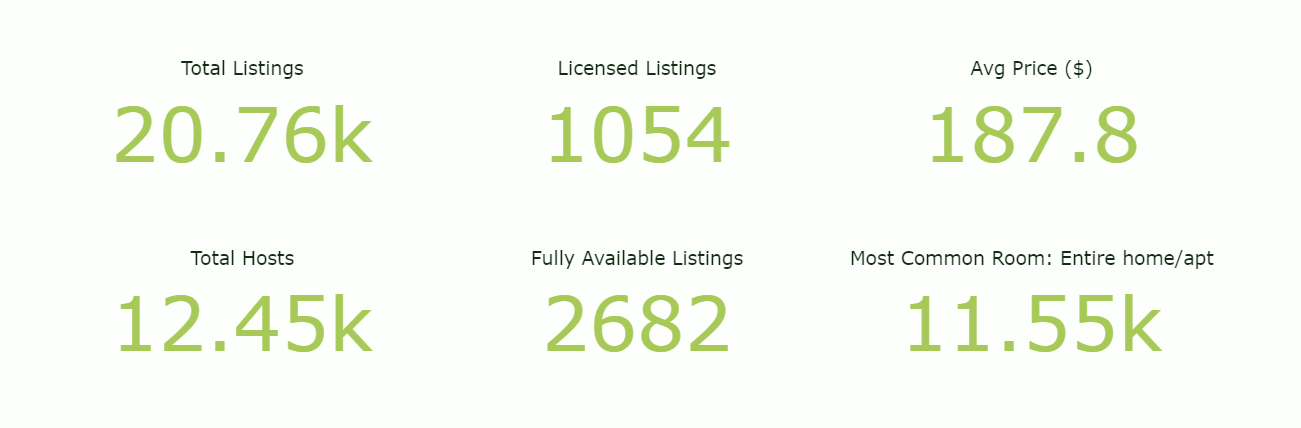 Total Listings
20.76k
Licensed Listings
1054
Avg Price ($)
187.8
Total Hosts
12.45k
Fully Available Listings
2682
Most Common Room: Entire home/apt
11.55k